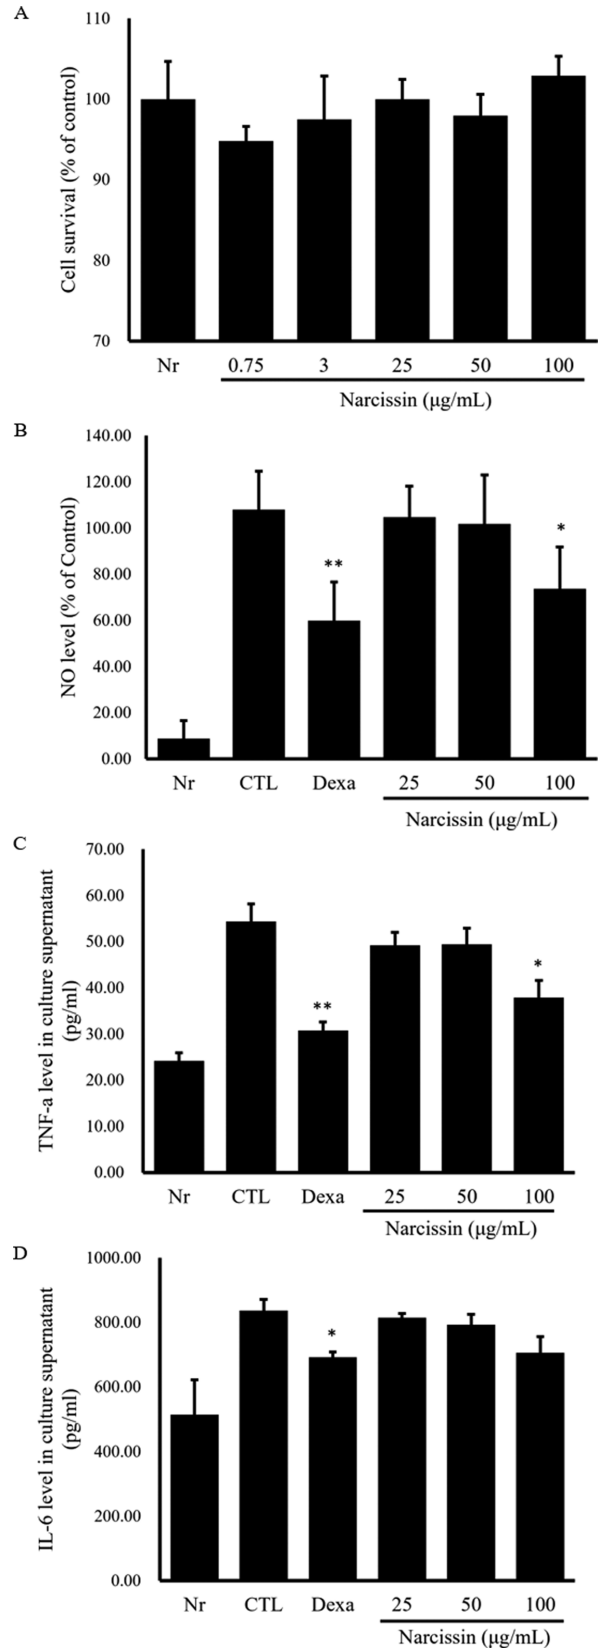 A
Cell survival (% of control)
110
100
90
80
70
Nr 0.75 3 25 50 100
Narcissin (μg/mL)
B
NO level (% of Control)
140.00
120.00
100.00
80.00
60.00
40.00
20.00
0.00
** *
Nr CTL Dexa 25 50 100
Narcissin (μg/mL)
C
TNF-a level in culture supernatant
(pg/ml)
70.00
60.00
50.00
40.00
30.00
20.00
10.00
0.00
** *
Nr CTL Dexa 25 50 100
Narcissin (μg/mL)
D
IL-6 level in culture supernatant
(pg/ml)
1000.00
800.00
600.00
400.00
200.00
0.00
*
Nr CTL Dexa 25 50 100
Narcissin (μg/mL)